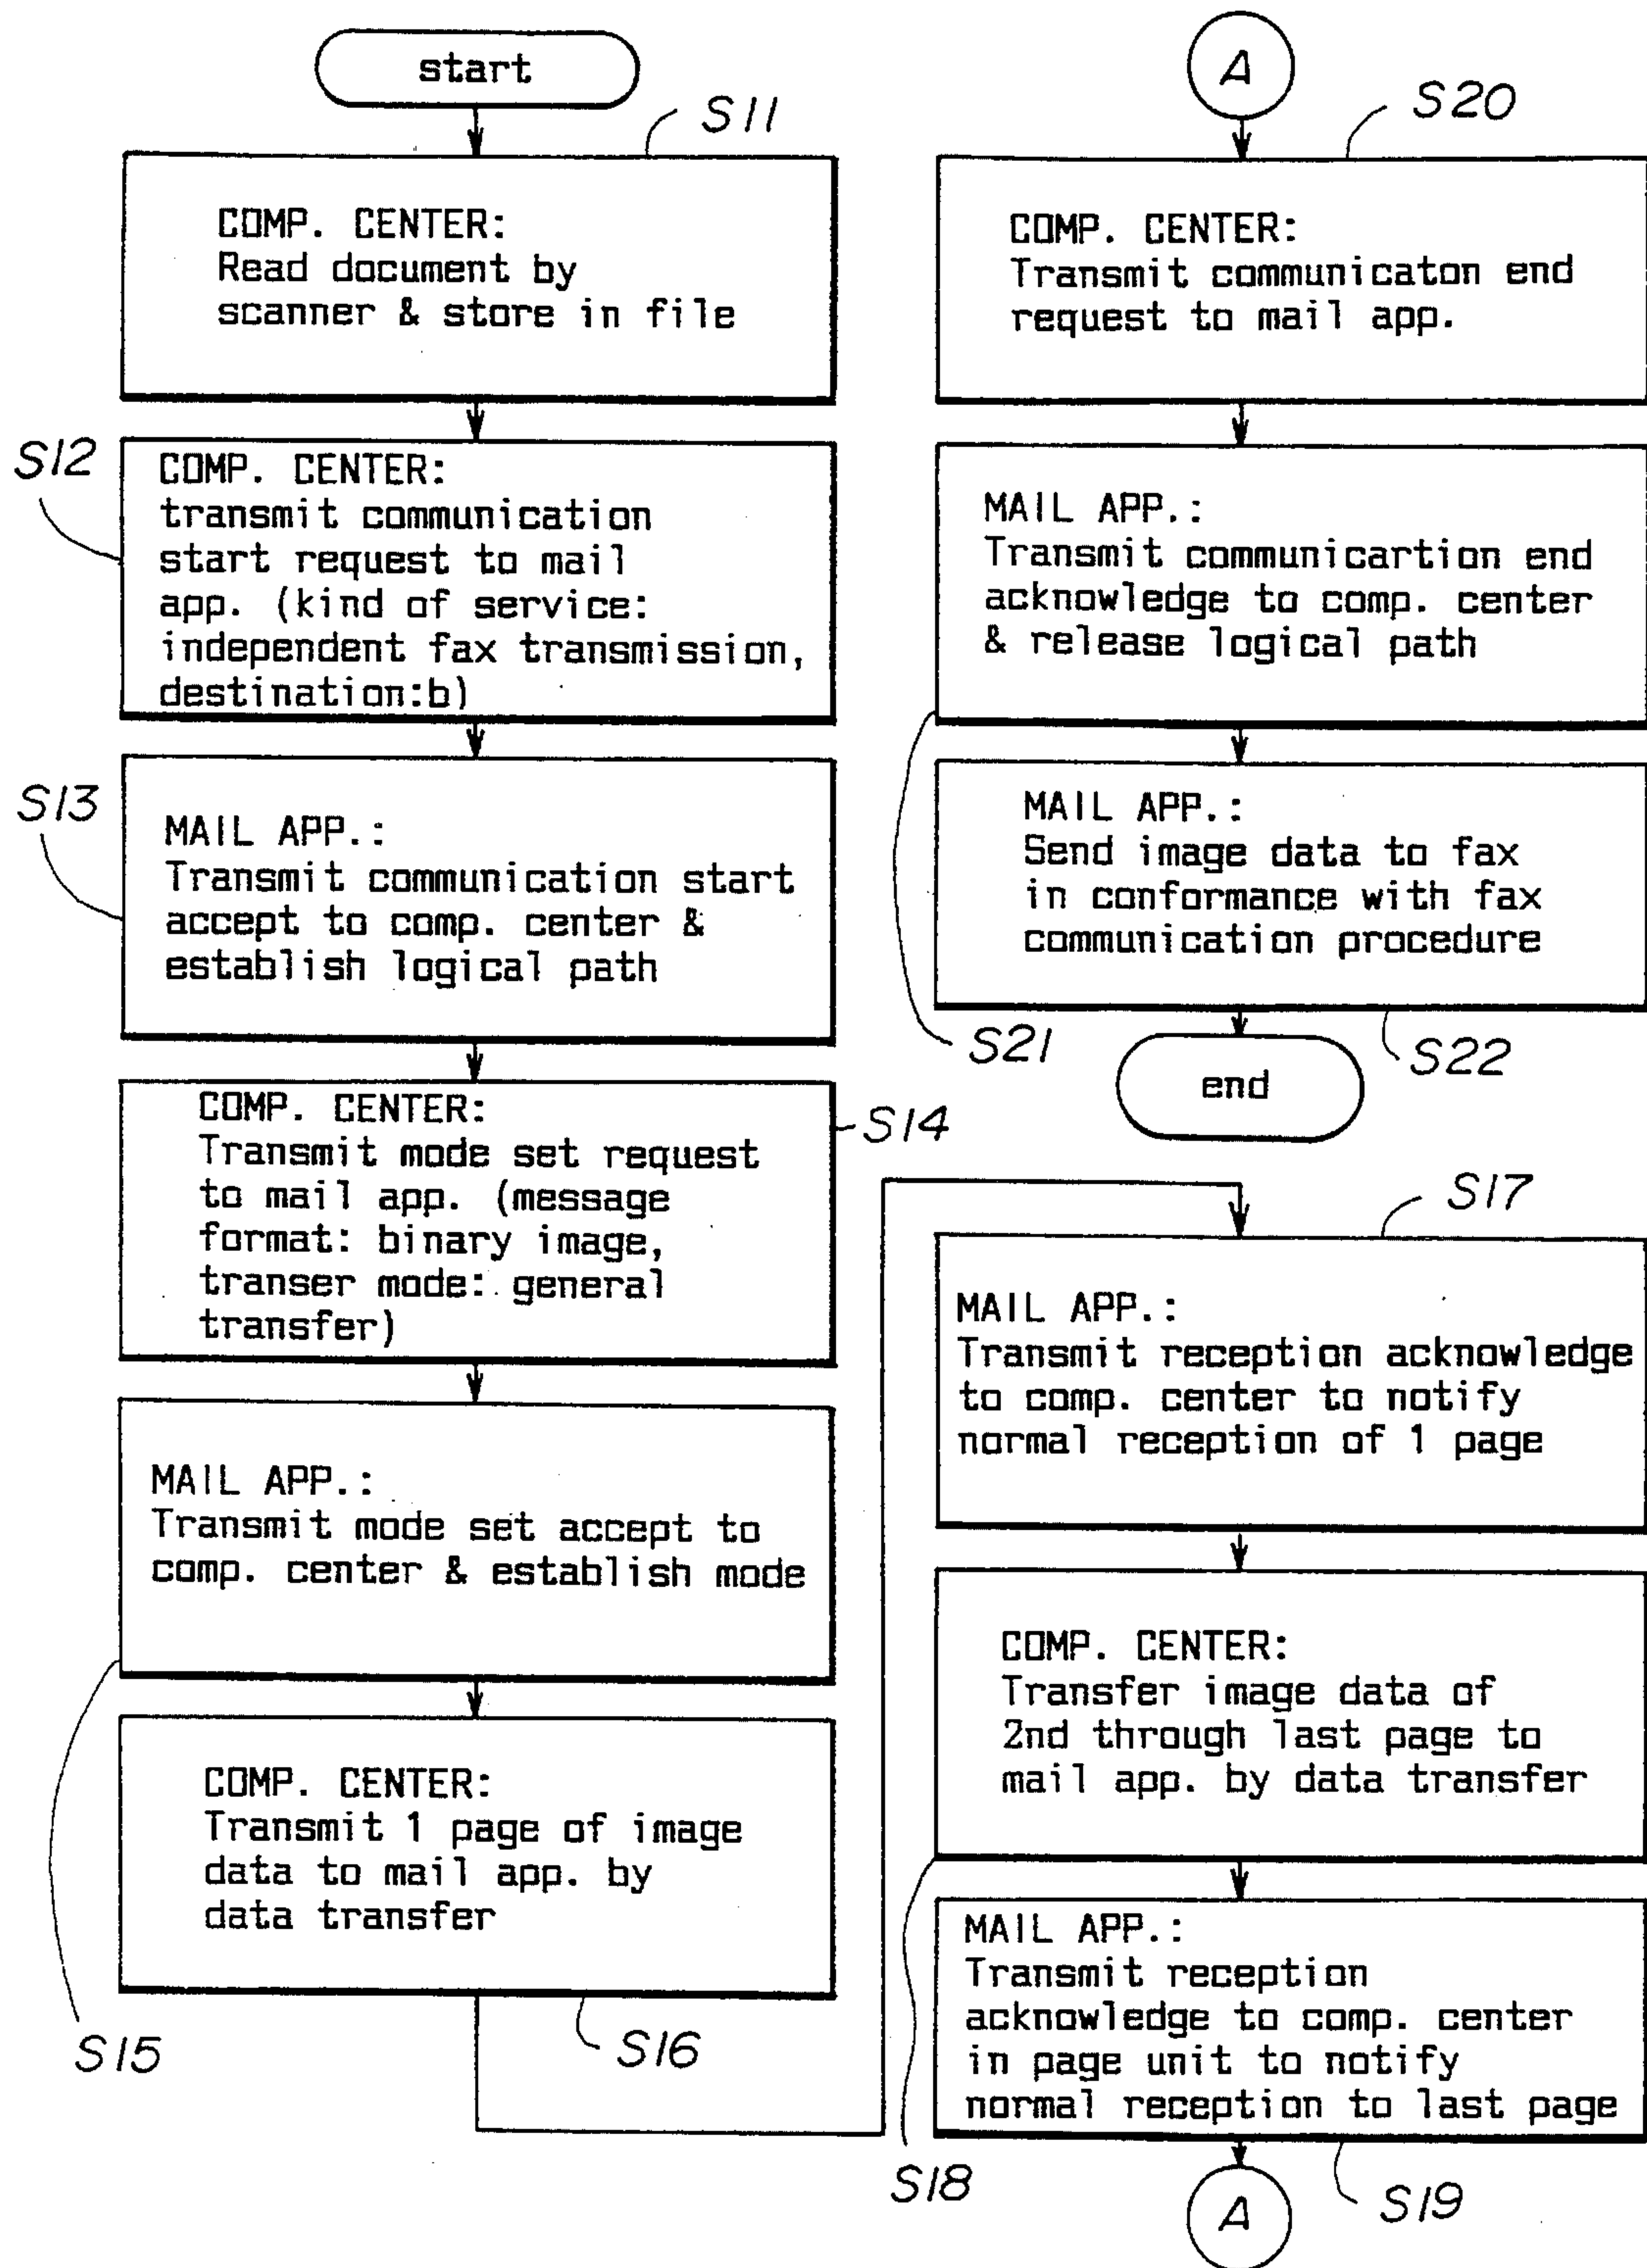 start
S11
COMP. CENTER:
Read document by
scanner & store in file
S12
COMP. CENTER:
transmit communication
start request to mail
app. (kind of service:
independent fax transmission,
destination:b)
S13
MAIL APP.:
Transmit communication start
accept to comp. center &
establish logical path
COMP. CENTER:
Transmit mode set request
to mail app. (message
format: binary image,
transer mode: general
transfer)
S14
MAIL APP.:
Transmit mode set accept to
comp. center & establish mode
S15
COMP. CENTER:
Transmit 1 page of image
data to mail app. by
data transfer
S16
S17
MAIL APP.:
Transmit reception acknowledge
to comp. center to notify
normal reception of 1 page
COMP. CENTER:
Transfer image data of
2nd through last page to
mail app. by data transfer
S18
MAIL APP.:
Transmit reception
acknowledge to comp. center
in page unit to notify
normal reception to last page
S19
A
A
S20
COMP. CENTER:
Transmit communicaton end
request to mail app.
MAIL APP.:
Transmit communicartion end
acknowledge to comp. center
& release logical path
S21
MAIL APP.:
Send image data to fax
in conformance with fax
communication procedure
S22
end